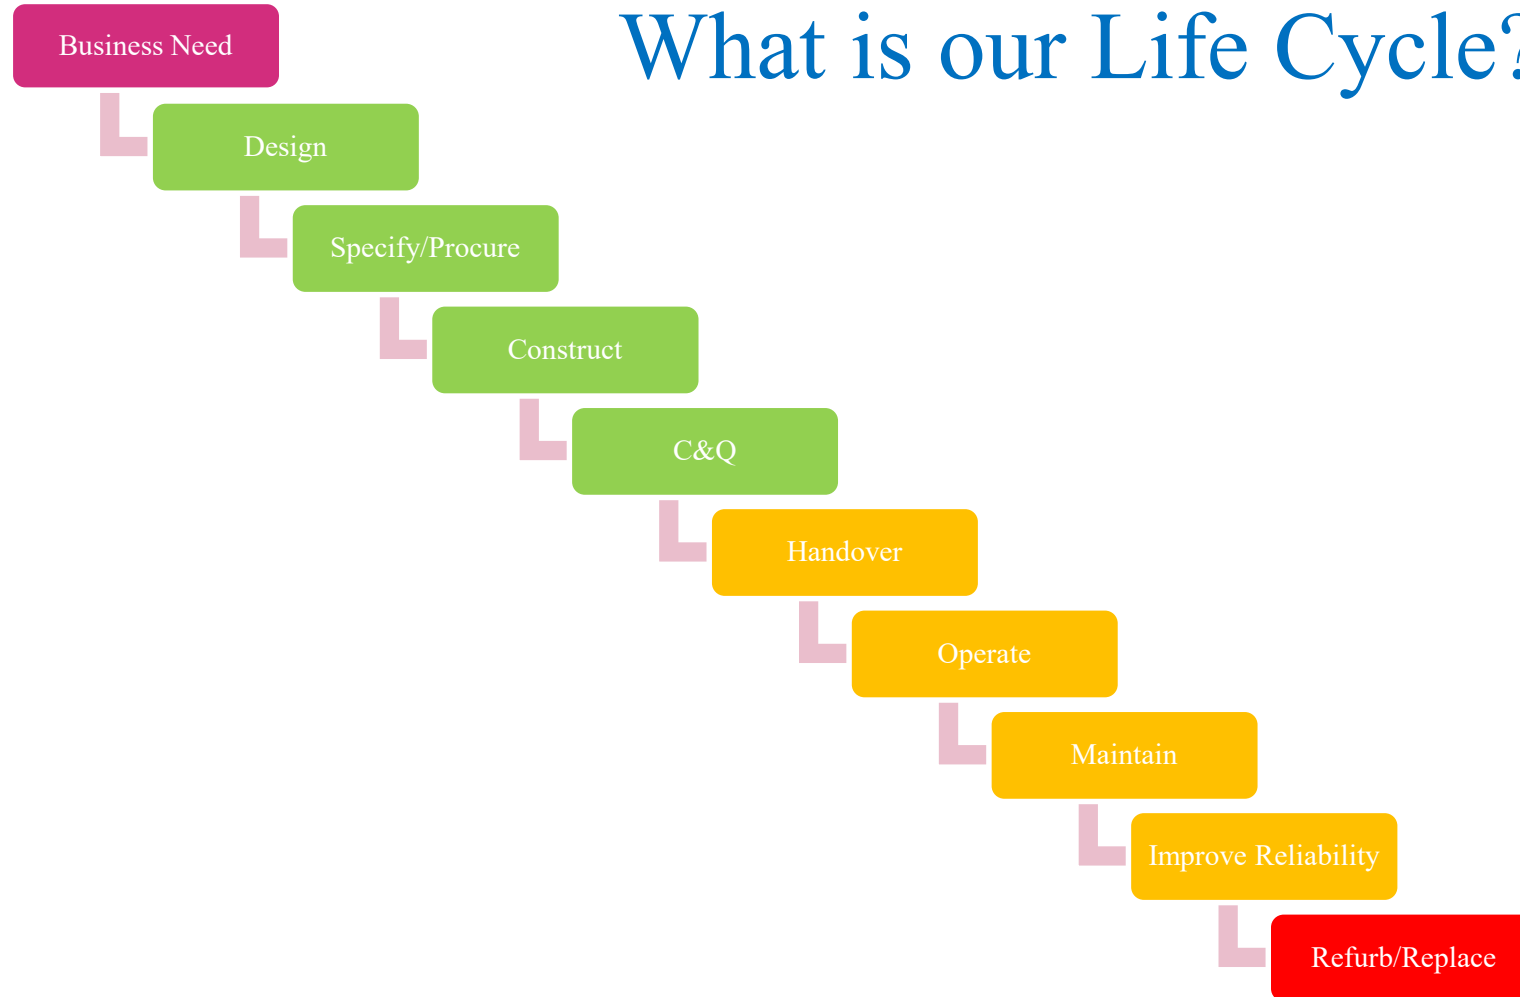 What is our Life Cycle?
Business Need
Design
Specify/Procure
Construct
C&Q
Handover
Operate
Maintain
Improve Reliability
Refurb/Replace